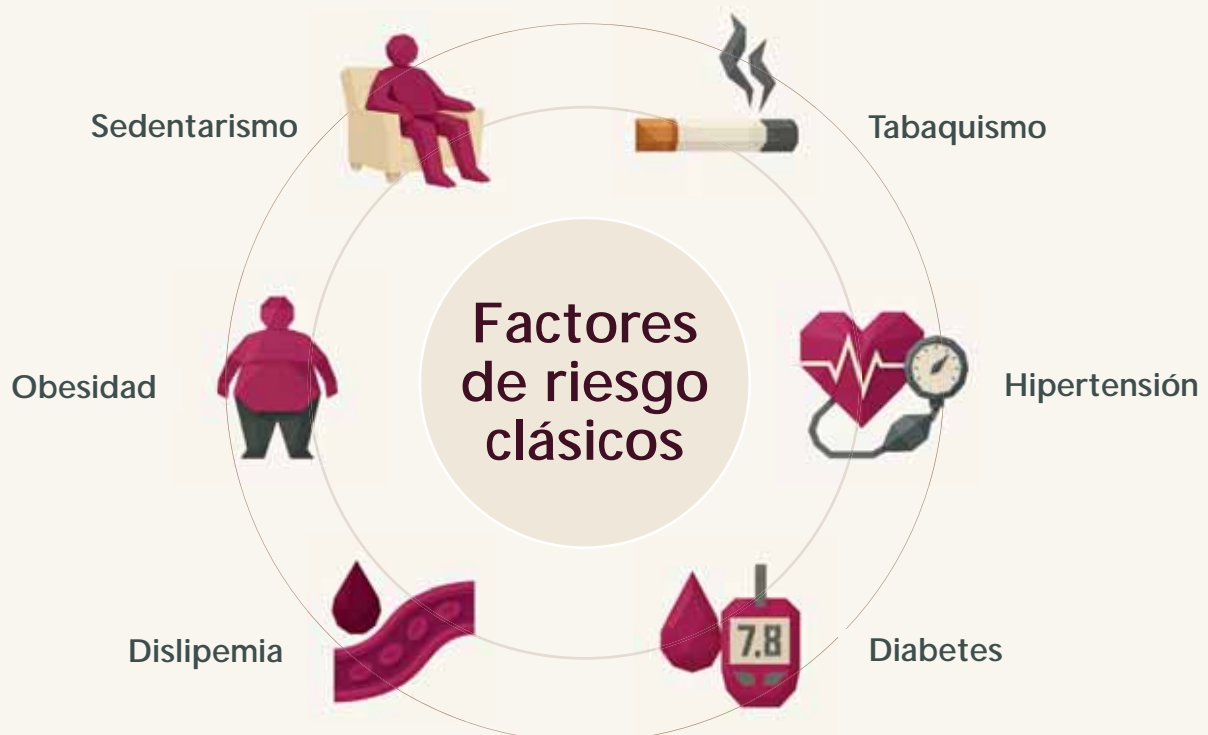 Sedentarismo
Tabaquismo
Obesidad
Factores
de riesgo
clásicos
Hipertensión
Dislipemia
7.8
Diabetes